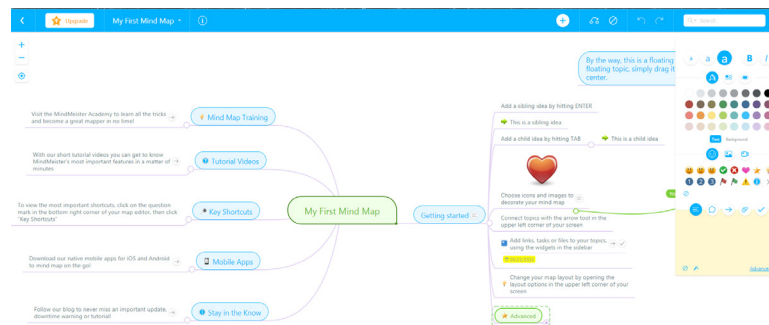 Upgrade
My First Mind Map
Search
By the way, this is a floating
floating topic, simply drag it
center.
a a a B I
Add a sibling idea by hitting ENTER
This is a sibling idea
Add a child idea by hitting TAB
This is a child idea
Visit the MindMeister Academy to learn all the tricks
and become a great mapper in no time!
Mind Map Training
With our short tutorial videos you can get to know
MindMeister's most important features in a matter of
minutes
Tutorial Videos
To view the most important shortcuts, click on the question
mark in the bottom right corner of your map editor, then click
"Key Shortcuts"
Key Shortcuts
My First Mind Map
Getting started
Choose icons and images to
decorate your mind map
Connect topics with the arrow tool in the
upper left corner of your screen
Add links, tasks or files to your topics,
using the widgets in the sidebar
Download our native mobile apps for iOS and Android
to mind map on the go!
Mobile Apps
Change your map layout by opening the
layout options in the upper left corner of your
screen
Follow our blog to never miss an important update,
downtime warning or tutorial!
Stay in the Know
Advanced
Text
Background
1 2 3
Advanced